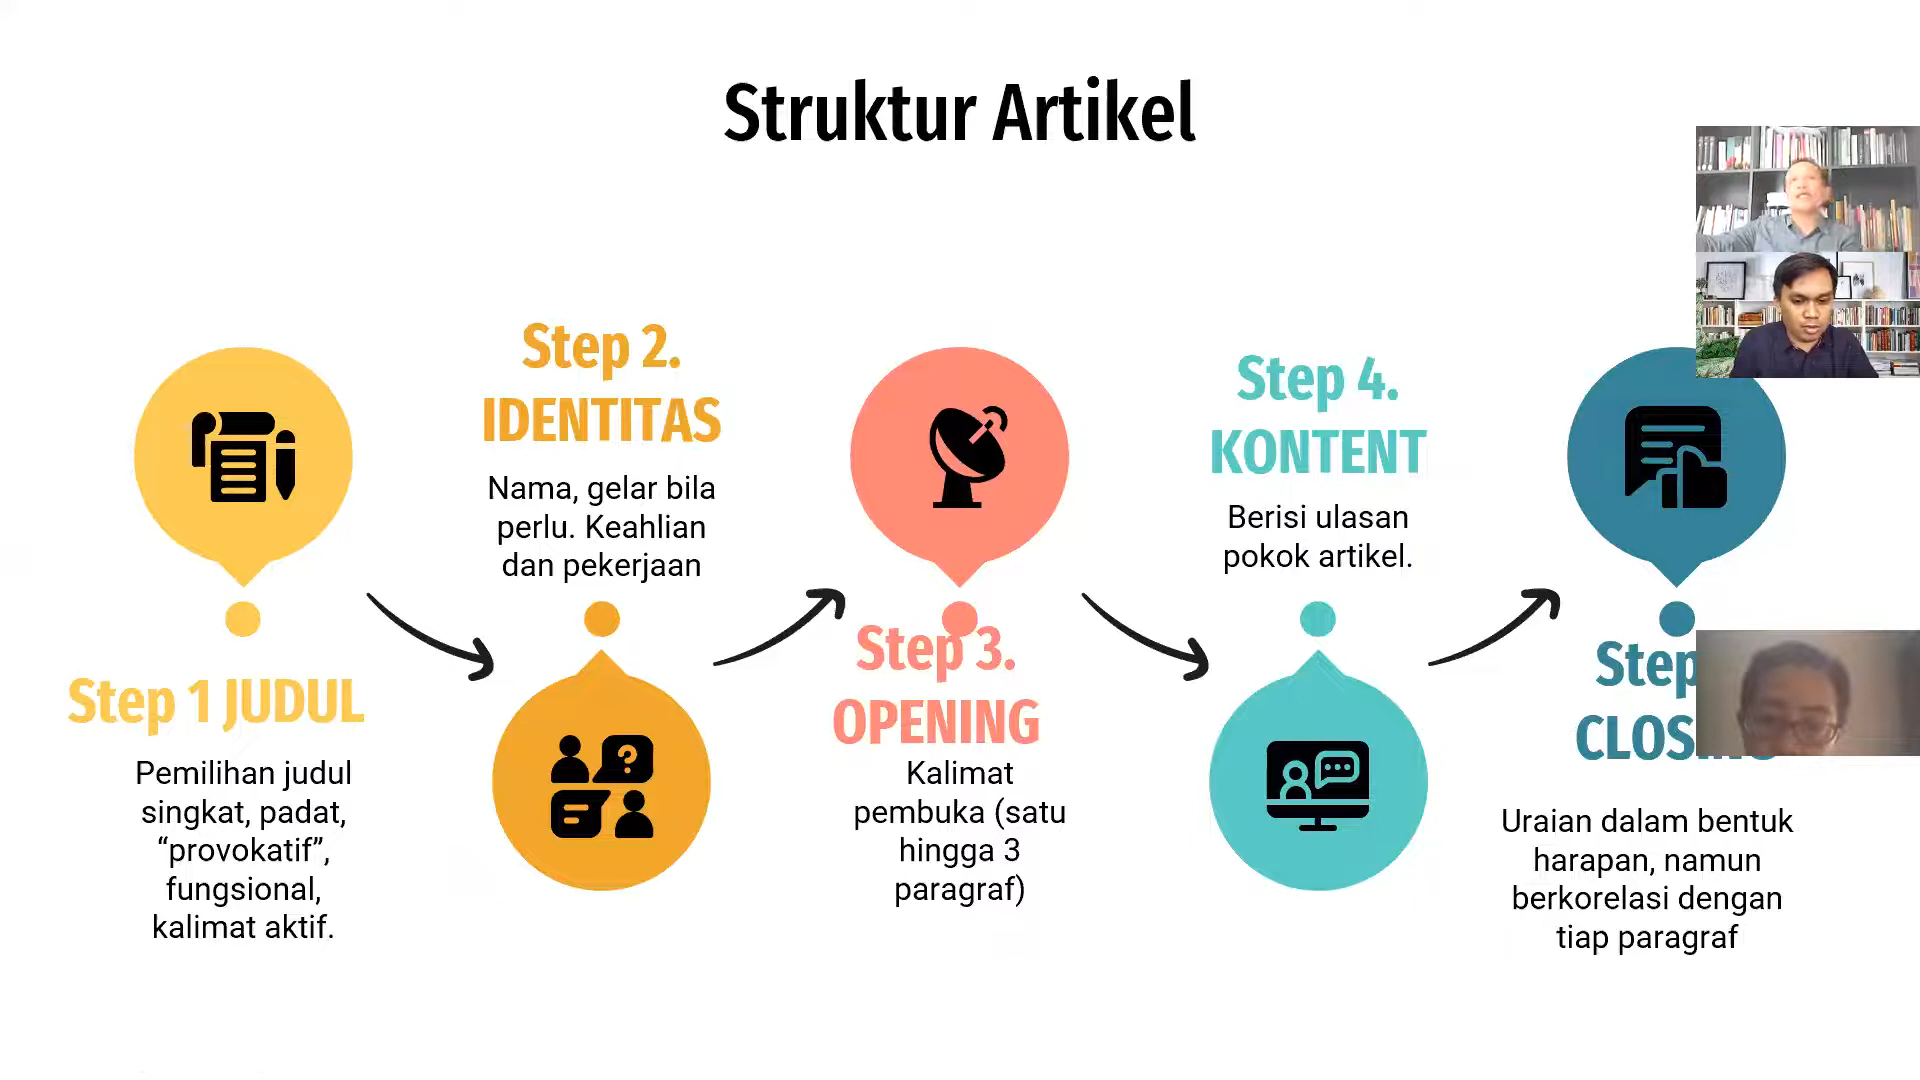 Struktur Artikel
Step 1 JUDUL
Pemilihan judul
singkat, padat,
“provokatif”,
fungsional,
kalimat aktif.
Step 2.
IDENTITAS
Nama, gelar bila
perlu. Keahlian
dan pekerjaan
?
Step 3.
OPENING
Kalimat
pembuka (satu
hingga 3
paragraf)
Step 4.
KONTENT
Berisi ulasan
pokok artikel.
Step
Uraian dalam bentuk
harapan, namun
berkorelasi dengan
tiap paragraf